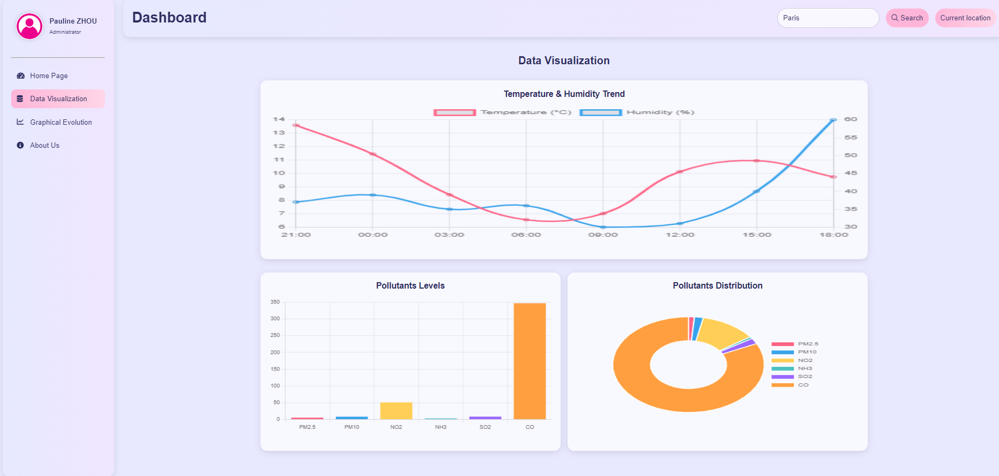 Pauline ZHOU
Administrator
Home Page
Data Visualization
Graphical Evolution
About Us
Dashboard
Paris
Search
Current location
Data Visualization
Temperature & Humidity Trend
Temperature (°C) Humidity (%)
14
13
12
11
10
9
8
7
6
60
55
50
45
40
35
30
21:00 00:00 03:00 06:00 09:00 12:00 15:00 18:00
Pollutants Levels
350
300
250
200
150
100
50
0
PM2.5 PM10 NO2 NH3 SO2 CO
Pollutants Distribution
PM2.5
PM10
NO2
NH3
SO2
CO